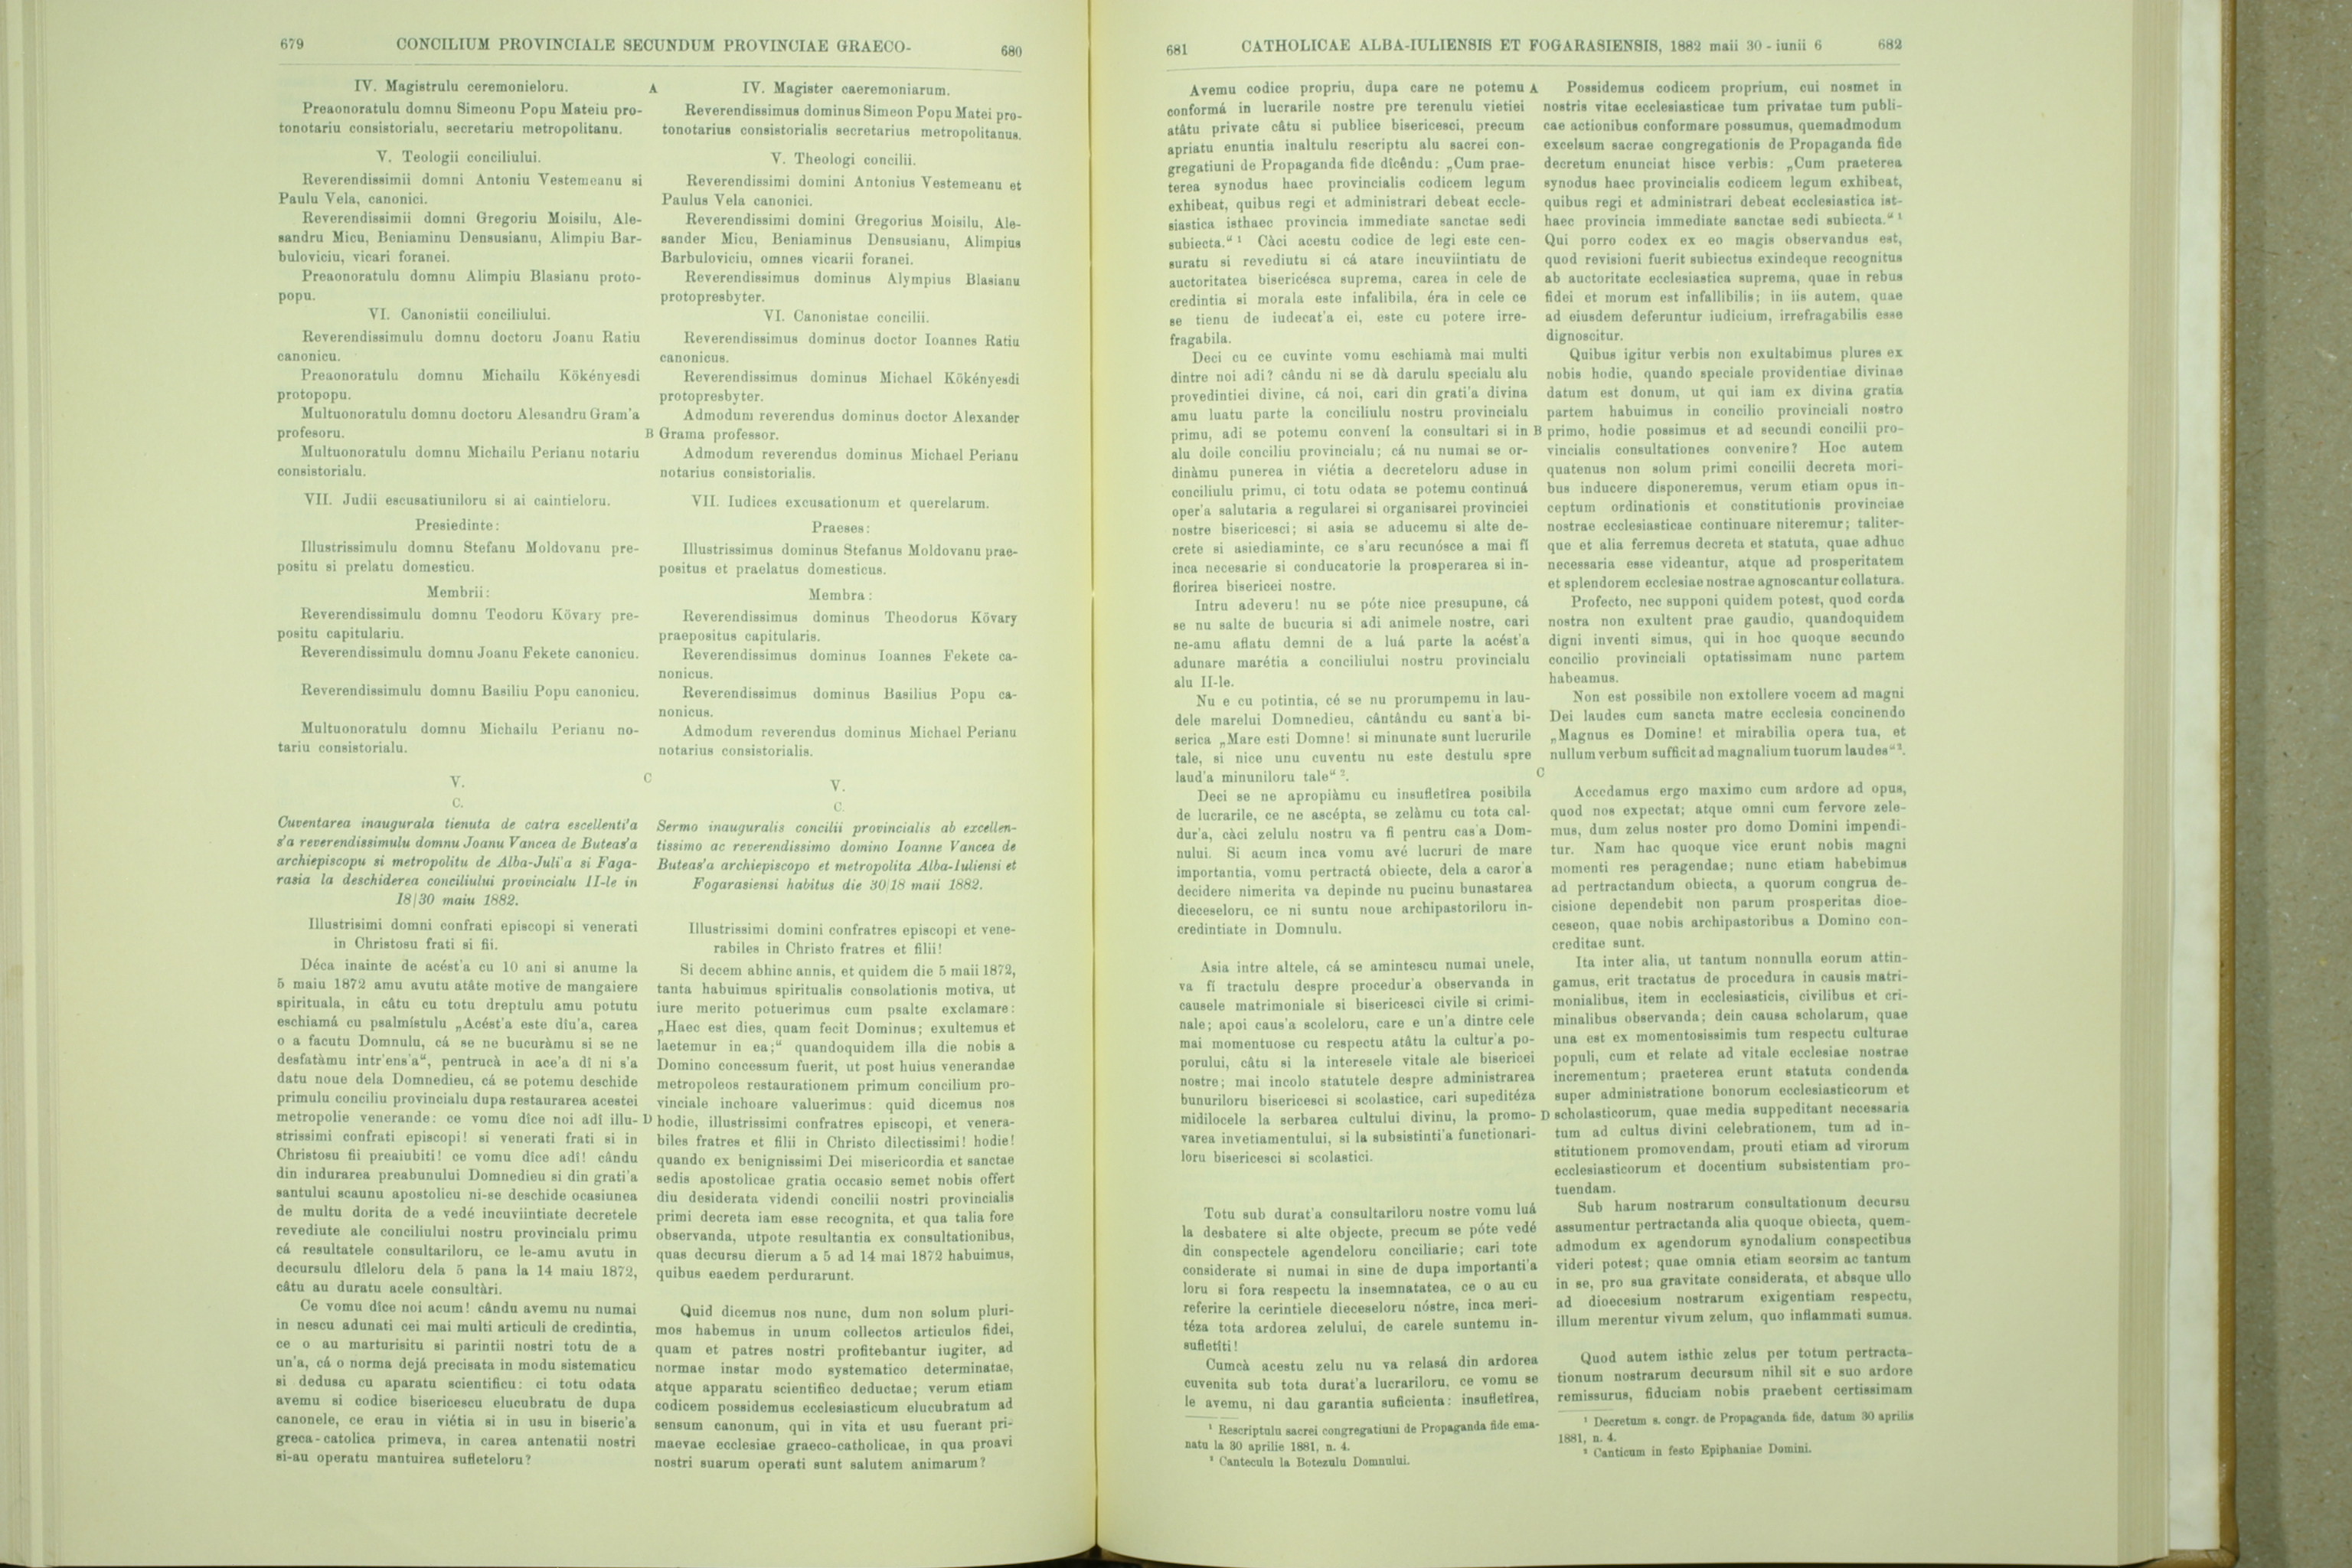 679
CONCILIUM PROVINCIALE SECUNDUM PROVINCIAE GRAECO-
680
IV. Magistrulu ceremonieloru.
Preaonoratulu domnu Simeonu Popu Mateiu pro-
tonotariu consistorialu, secretariu metropolitanu.
V. Teologii conciliului.
Reverendissimii domni Antoniu Vestemeanu si
Paulu Vela, canonici.
Reverendissimii domni Gregoriu Moisilu, Ale-
sandru Micu, Beniaminu Densusianu, Alimpiu Bar-
buloviciu, vicari foranei.
Preaonoratulu domnu Alimpiu Blasianu proto-
popu.
VI. Canonistii conciliului.
Reverendissimulu domnu doctoru Joanu Ratiu
canonicu.
Preaonoratulu domnu Michailu Kökényesdi
protopopu.
Multuonoratulu domnu doctoru Alesandru Gram'a
profesoru.
Multuonoratulu domnu Michailu Perianu notariu
consistorialu.
VII. Judii escusatiuniloru si ai caintieloru.
Presiedinte:
Illustrissimulu domnu Stefanu Moldovanu pre-
positu si prelatu domesticu.
Membrii:
Reverendissimulu domnu Teodoru Kövary pre-
positu capitulariu.
Reverendissimulu domnu Joanu Fekete canonicu.
Reverendissimulu domnu Basiliu Popu canonicu.
Multuonoratulu domnu Michailu Perianu no-
tariu consistorialu.
V.
C.
Cuventarea inaugurala tienuta de catra escellenti'a
s'a reverendissimulu domnu Joanu Vancea de Buteas'a
archiepiscopu si metropolitu de Alba-Juli'a si Faga-
rasia la deschiderea conciliului provincialu II-le in
18|30 maiu 1882.
Illustrisimi domni confrati episcopi si venerati
in Christosu frati si fii.
Déca inainte de acést'a cu 10 ani si anume la
5 maiu 1872 amu avutu atâte motive de mangaiere
spirituala, in câtu cu totu dreptulu amu potutu
eschiamá cu psalmístulu „Acést'a este díu'a, carea
o a facutu Domnulu, cá se ne bucuràmu si se ne
desfatàmu intr'ens'a“, pentrucà in ace'a dî ni s'a
datu noue dela Domnedieu, cá se potemu deschide
primulu conciliu provincialu dupa restaurarea acestei
metropolie venerande: ce vomu dîce noi adî illu-
strissimi confrati episcopi! si venerati frati si in
Christosu fii preaiubiti! ce vomu dîce adî! cându
din indurarea preabunului Domnedieu si din grati'a
santului scaunu apostolicu ni-se deschide ocasiunea
de multu dorita de a vedé incuviintiate decretele
revediute ale conciliului nostru provincialu primu
cá resultatele consultariloru, ce le-amu avutu in
decursulu dîleloru dela 5 pana la 14 maiu 1872,
câtu au duratu acele consultàri.
Ce vomu dîce noi acum! cându avemu nu numai
in nescu adunati cei mai multi articuli de credintia,
ce o au marturisitu si parintii nostri totu de a
un'a, cá o norma dejá precisata in modu sistematicu
si dedusa cu aparatu scientificu: ci totu odata
avemu si codice bisericescu elucubratu de dupa
canonele, ce erau in viétia si in usu in biseric'a
greca-catolica primeva, in carea antenatii nostri
si-au operatu mantuirea sufleteloru?
A
B
C
D
IV. Magister caeremoniarum.
Reverendissimus dominus Simeon Popu Matei pro-
tonotarius consistorialis secretarius metropolitanus.
V. Theologi concilii.
Reverendissimi domini Antonius Vestemeanu et
Paulus Vela canonici.
Reverendissimi domini Gregorius Moisilu, Ale-
sander Micu, Beniaminus Densusianu, Alimpius
Barbuloviciu, omnes vicarii foranei.
Reverendissimus dominus Alympius Blasianu
protopresbyter.
VI. Canonistae concilii.
Reverendissimus dominus doctor Ioannes Ratiu
canonicus.
Reverendissimus dominus Michael Kökényesdi
protopresbyter.
Admodum reverendus dominus doctor Alexander
Grama professor.
Admodum reverendus dominus Michael Perianu
notarius consistorialis.
VII. Iudices excusationum et querelarum.
Praeses:
Illustrissimus dominus Stefanus Moldovanu prae-
positus et praelatus domesticus.
Membra:
Reverendissimus dominus Theodorus Kövary
praepositus capitularis.
Reverendissimus dominus Ioannes Fekete ca-
nonicus.
Reverendissimus dominus Basilius Popu ca-
nonicus.
Admodum reverendus dominus Michael Perianu
notarius consistorialis.
V.
C.
Sermo inauguralis concilii provincialis ab excellen-
tissimo ac reverendissimo domino Ioanne Vancea de
Buteas'a archiepiscopo et metropolita Alba-Iuliensi et
Fogarasiensi habitus die 30|18 maii 1882.
Illustrissimi domini confratres episcopi et vene-
rabiles in Christo fratres et filii!
Si decem abhinc annis, et quidem die 5 maii 1872,
tanta habuimus spiritualis consolationis motiva, ut
iure merito potuerimus cum psalte exclamare:
„Haec est dies, quam fecit Dominus; exultemus et
laetemur in ea;“ quandoquidem illa die nobis a
Domino concessum fuerit, ut post huius venerandae
metropoleos restaurationem primum concilium pro-
vinciale inchoare valuerimus: quid dicemus nos
hodie, illustrissimi confratres episcopi, et venera-
biles fratres et filii in Christo dilectissimi! hodie!
quando ex benignissimi Dei misericordia et sanctae
sedis apostolicae gratia occasio semet nobis offert
diu desiderata videndi concilii nostri provincialis
primi decreta iam esse recognita, et qua talia fore
observanda, utpote resultantia ex consultationibus,
quas decursu dierum a 5 ad 14 mai 1872 habuimus,
quibus eaedem perdurarunt.
Quid dicemus nos nunc, dum non solum pluri-
mos habemus in unum collectos articulos fidei,
quam et patres nostri profitebantur iugiter, ad
normae instar modo systematico determinatae,
atque apparatu scientifico deductae; verum etiam
codicem possidemus ecclesiasticum elucubratum ad
sensum canonum, qui in vita et usu fuerant pri-
maevae ecclesiae graeco-catholicae, in qua proavi
nostri suarum operati sunt salutem animarum?
681
CATHOLICAE ALBA-IULIENSIS ET FOGARASIENSIS, 1882 maii 30 - iunii 6
682
Avemu codice propriu, dupa care ne potemu
conformá in lucrarile nostre pre terenulu vietiei
atâtu private câtu si publice bisericesci, precum
apriatu enuntia inaltulu rescriptu alu sacrei con-
gregatiuni de Propaganda fide dîcêndu: „Cum prae-
terea synodus haec provincialis codicem legum
exhibeat, quibus regi et administrari debeat eccle-
siastica isthaec provincia immediate sanctae sedi
subiecta.“ ¹ Càci acestu codice de legi este cen-
suratu si revediutu si cá atare incuviintiatu de
auctoritatea bisericésca suprema, carea in cele de
credintia si morala este infalibila, éra in cele ce
se tienu de iudecat'a ei, este cu potere irre-
fragabila.
Deci cu ce cuvinte vomu eschiamà mai multi
dintre noi adi? cându ni se dà darulu specialu alu
provedintiei divine, cá noi, cari din grati'a divina
amu luatu parte la conciliulu nostru provincialu
primu, adi se potemu convení la consultari si in
alu doile conciliu provincialu; cá nu numai se or-
dinàmu punerea in viétia a decreteloru aduse in
conciliulu primu, ci totu odata se potemu continuá
oper'a salutaria a regularei si organisarei provinciei
nostre bisericesci; si asia se aducemu si alte de-
crete si asiediaminte, ce s'aru recunósce a mai fî
inca necesarie si conducatorie la prosperarea si in-
florirea bisericei nostre.
Intru adeveru! nu se póte nice presupune, cá
se nu salte de bucuria si adi animele nostre, cari
ne-amu aflatu demni de a luá parte la acést'a
adunare marétia a conciliului nostru provincialu
alu II-le.
Nu e cu potintia, cé se nu prorumpemu in lau-
dele marelui Domnedieu, cântându cu sant'a bi-
serica „Mare esti Domne! si minunate sunt lucrurile
tale, si nice unu cuventu nu este destulu spre
laud'a minuniloru tale“ ².
Deci se ne apropiàmu cu insufletîrea posibila
de lucrarile, ce ne ascépta, se zelàmu cu tota cal-
dur'a, càci zelulu nostru va fi pentru cas'a Dom-
nului. Si acum inca vomu avé lucruri de mare
importantia, vomu pertractá obiecte, dela a caror'a
decidere nimerita va depinde nu pucinu bunastarea
dieceseloru, ce ni suntu noue archipastoriloru in-
credintiate in Domnulu.
Asia intre altele, cá se amintescu numai unele,
va fî tractulu despre procedur'a observanda in
causele matrimoniale si bisericesci civile si crimi-
nale; apoi caus'a scoleloru, care e un'a dintre cele
mai momentuose cu respectu atâtu la cultur'a po-
porului, câtu si la interesele vitale ale bisericei
nostre; mai incolo statutele despre administrarea
bunuriloru bisericesci si scolastice, cari supeditéza
midilocele la serbarea cultului divinu, la promo-
varea invetiamentului, si la subsistinti'a functionari-
loru bisericesci si scolastici.
Totu sub durat'a consultariloru nostre vomu luá
la desbatere si alte objecte, precum se póte vedé
din conspectele agendeloru conciliarie; cari tote
considerate si numai in sine de dupa importanti'a
loru si fora respectu la insemnatatea, ce o au cu
referire la cerintiele dieceseloru nóstre, inca meri-
téza tota ardorea zelului, de carele suntemu in-
sufletîti!
Cumcà acestu zelu nu va relasá din ardorea
cuvenita sub tota durat'a lucrariloru, ce vomu se
le avemu, ni dau garantia suficienta: insufletîrea,
¹ Rescriptulu sacrei congregatiuni de Propaganda fide ema-
natu la 30 aprilie 1881, n. 4.
² Canteculu la Botezulu Domnului.
A
B
C
D
Possidemus codicem proprium, cui nosmet in
nostris vitae ecclesiasticae tum privatae tum publi-
cae actionibus conformare possumus, quemadmodum
excelsum sacrae congregationis de Propaganda fide
decretum enunciat hisce verbis: „Cum praeterea
synodus haec provincialis codicem legum exhibeat,
quibus regi et administrari debeat ecclesiastica ist-
haec provincia immediate sanctae sedi subiecta.“ ¹
Qui porro codex ex eo magis observandus est,
quod revisioni fuerit subiectus exindeque recognitus
ab auctoritate ecclesiastica suprema, quae in rebus
fidei et morum est infallibilis; in iis autem, quae
ad eiusdem deferuntur iudicium, irrefragabilis esse
dignoscitur.
Quibus igitur verbis non exultabimus plures ex
nobis hodie, quando speciale providentiae divinae
datum est donum, ut qui iam ex divina gratia
partem habuimus in concilio provinciali nostro
primo, hodie possimus et ad secundi concilii pro-
vincialis consultationes convenire? Hoc autem
quatenus non solum primi concilii decreta mori-
bus inducere disponeremus, verum etiam opus in-
ceptum ordinationis et constitutionis provinciae
nostrae ecclesiasticae continuare niteremur; taliter-
que et alia ferremus decreta et statuta, quae adhuc
necessaria esse videantur, atque ad prosperitatem
et splendorem ecclesiae nostrae agnoscantur collatura.
Profecto, nec supponi quidem potest, quod corda
nostra non exultent prae gaudio, quandoquidem
digni inventi simus, qui in hoc quoque secundo
concilio provinciali optatissimam nunc partem
habeamus.
Non est possibile non extollere vocem ad magni
Dei laudes cum sancta matre ecclesia concinendo
„Magnus es Domine! et mirabilia opera tua, et
nullum verbum sufficit ad magnalium tuorum laudes“².
Accedamus ergo maximo cum ardore ad opus,
quod nos expectat; atque omni cum fervore zele-
mus, dum zelus noster pro domo Domini impendi-
tur. Nam hac quoque vice erunt nobis magni
momenti res peragendae; nunc etiam habebimus
ad pertractandum obiecta, a quorum congrua de-
cisione dependebit non parum prosperitas dioe-
ceseon, quae nobis archipastoribus a Domino con-
creditae sunt.
Ita inter alia, ut tantum nonnulla eorum attin-
gamus, erit tractatus de procedura in causis matri-
monialibus, item in ecclesiasticis, civilibus et cri-
minalibus observanda; dein causa scholarum, quae
una est ex momentosissimis tum respectu culturae
populi, cum et relate ad vitale ecclesiae nostrae
incrementum; praeterea erunt statuta condenda
super administratione bonorum ecclesiasticorum et
scholasticorum, quae media suppeditant necessaria
tum ad cultus divini celebrationem, tum ad in-
stitutionem promovendam, prouti etiam ad virorum
ecclesiasticorum et docentium subsistentiam pro-
tuendam.
Sub harum nostrarum consultationum decursu
assumentur pertractanda alia quoque obiecta, quem-
admodum ex agendorum synodalium conspectibus
videri potest; quae omnia etiam seorsim ac tantum
in se, pro sua gravitate considerata, et absque ullo
ad dioecesium nostrarum exigentiam respectu,
illum merentur vivum zelum, quo inflammati sumus.
Quod autem isthic zelus per totum pertracta-
tionum nostrarum decursum nihil sit e suo ardore
remissurus, fiduciam nobis praebent certissimam
¹ Decretum s. congr. de Propaganda fide, datum 30 aprilis
1881, n. 4.
² Canticum in festo Epiphaniae Domini.